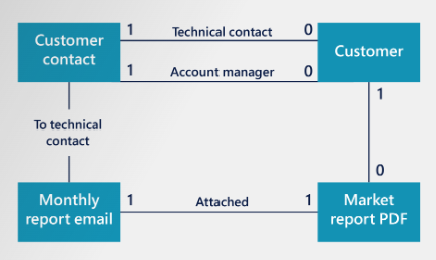 Customer
contact
1
Technical contact
0
Customer
1
Account manager
0
1
To technical
contact
0
Monthly
report email
1
Attached
1
Market
report PDF